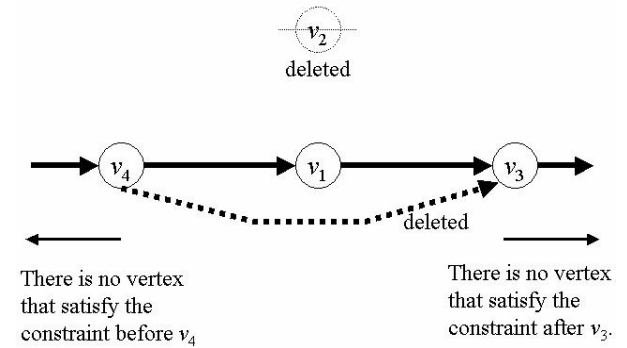 v2
deleted
v4
v1
v3
deleted
There is no vertex
that satisfy the
constraint before v4
There is no vertex
that satisfy the
constraint after v3.